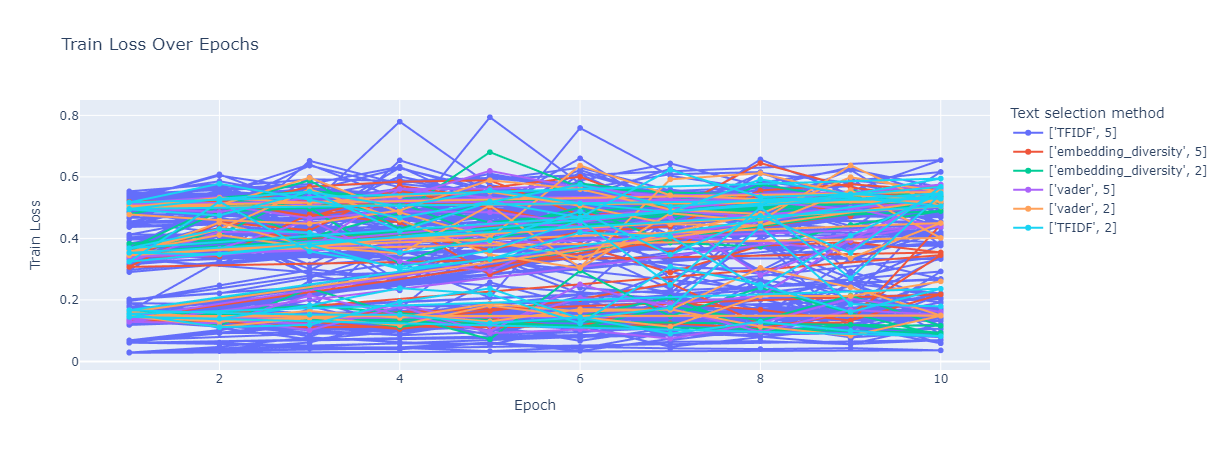 Train Loss Over Epochs
Text selection method
['TFIDF', 5]
['embedding_diversity', 5]
['embedding_diversity', 2]
['vader', 5]
['vader', 2]
['TFIDF', 2]
Train Loss
0.8
0.6
0.4
0.2
0
2
4
6
8
10
Epoch